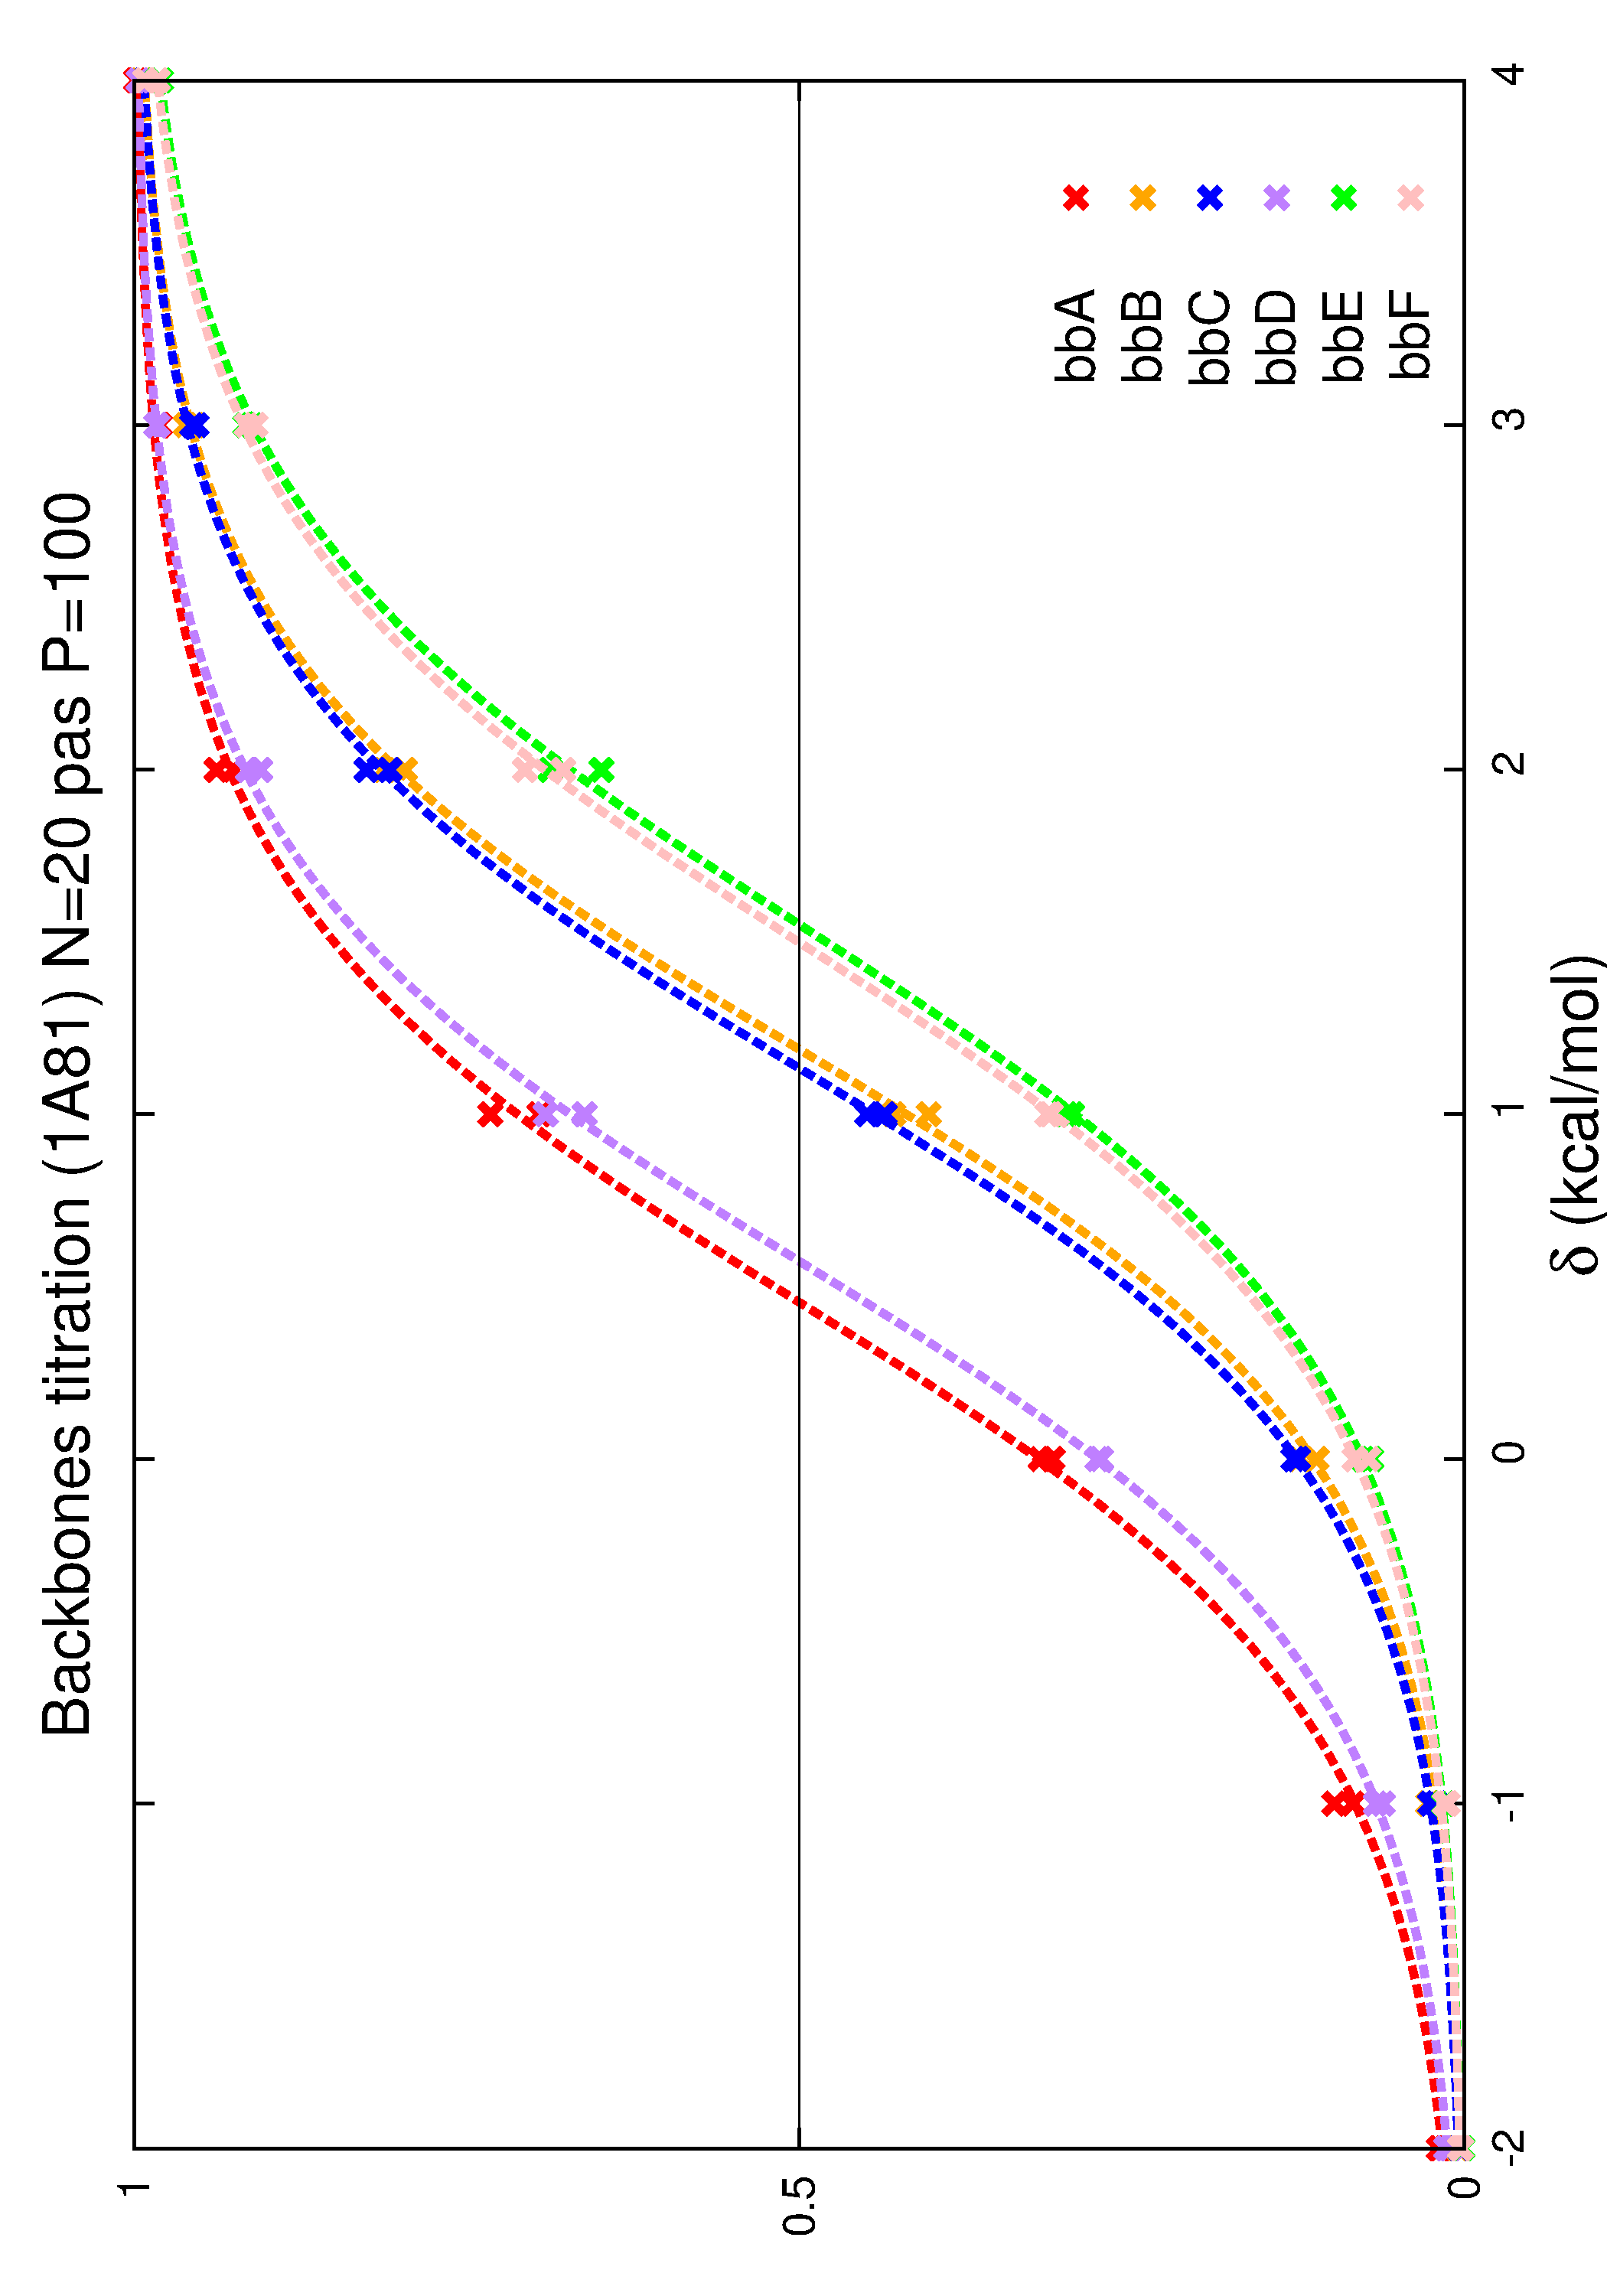 Backbones titration (1A81) N=20 pas P=100
1
0.5
0
-2
-1
0
1
2
3
4
δ (kcal/mol)
bbA
bbB
bbC
bbD
bbE
bbF